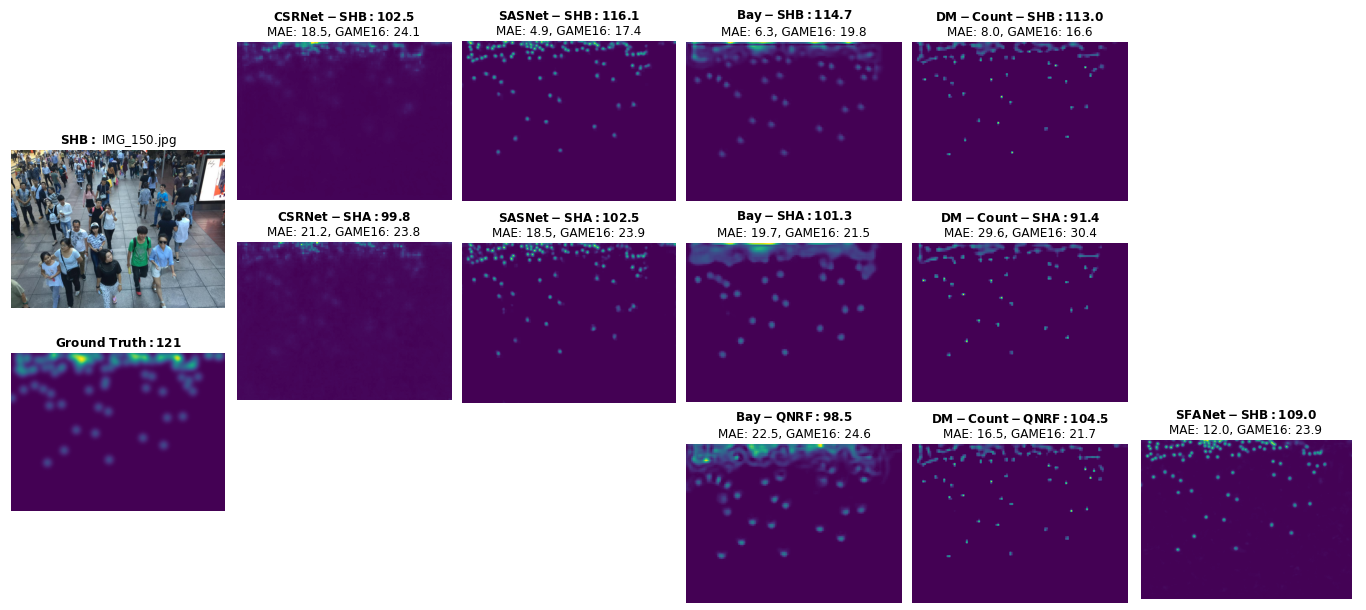 CSRNet − SHB : 102.5
MAE: 18.5, GAME16: 24.1
SASNet − SHB : 116.1
MAE: 4.9, GAME16: 17.4
Bay − SHB : 114.7
MAE: 6.3, GAME16: 19.8
DM − Count − SHB : 113.0
MAE: 8.0, GAME16: 16.6
SHB : IMG_150.jpg
CSRNet − SHA : 99.8
MAE: 21.2, GAME16: 23.8
SASNet − SHA : 102.5
MAE: 18.5, GAME16: 23.9
Bay − SHA : 101.3
MAE: 19.7, GAME16: 21.5
DM − Count − SHA : 91.4
MAE: 29.6, GAME16: 30.4
Ground Truth : 121
Bay − QNRF : 98.5
MAE: 22.5, GAME16: 24.6
DM − Count − QNRF : 104.5
MAE: 16.5, GAME16: 21.7
SFANet − SHB : 109.0
MAE: 12.0, GAME16: 23.9